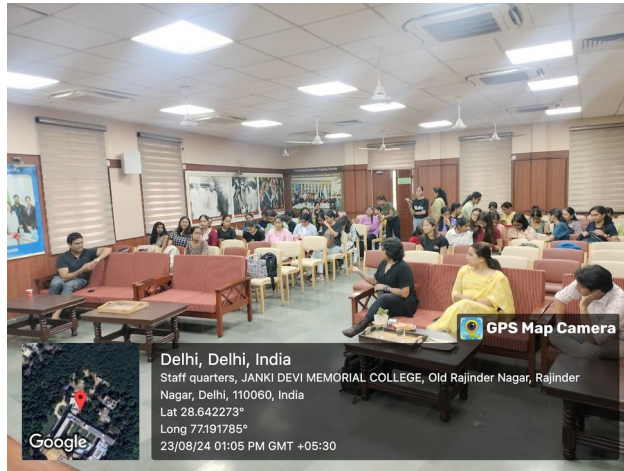 GPS Map Camera
Delhi, Delhi, India
Staff quarters, JANKI DEVI MEMORIAL COLLEGE, Old Rajinder Nagar, Rajinder
Nagar, Delhi, 110060, India
Lat 28.642273°
Long 77.191785°
23/08/24 01:05 PM GMT +05:30
Google